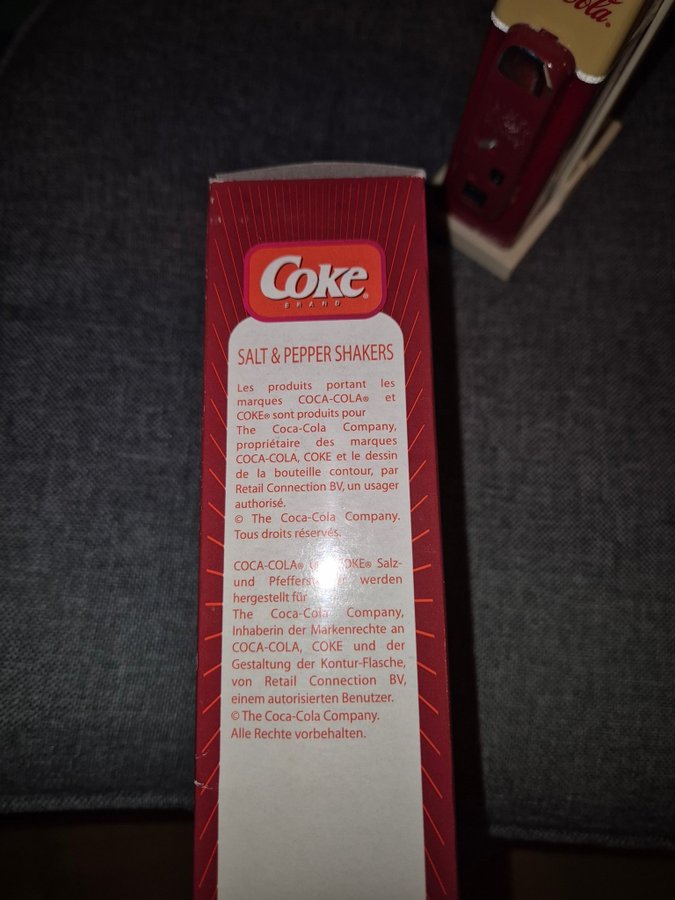 Cola®
Coke®
BRAND
SALT & PEPPER SHAKERS
Les produits portant les
marques COCA-COLA® et
COKE® sont produits pour
The Coca-Cola Company,
propriétaire des marques
COCA-COLA, COKE et le dessin
de la bouteille contour, par
Retail Connection BV, un usager
authorisé.
© The Coca-Cola Company.
Tous droits réservés.
COCA-COLA® COKE® Salz-
und werden
hergestellt für
The Coca-Cola Company,
Inhaberin der Markenrechte an
COCA-COLA, COKE und der
Gestaltung der Kontur-Flasche,
von Retail Connection BV,
einem autorisierten Benutzer.
© The Coca-Cola Company.
Alle Rechte vorbehalten.